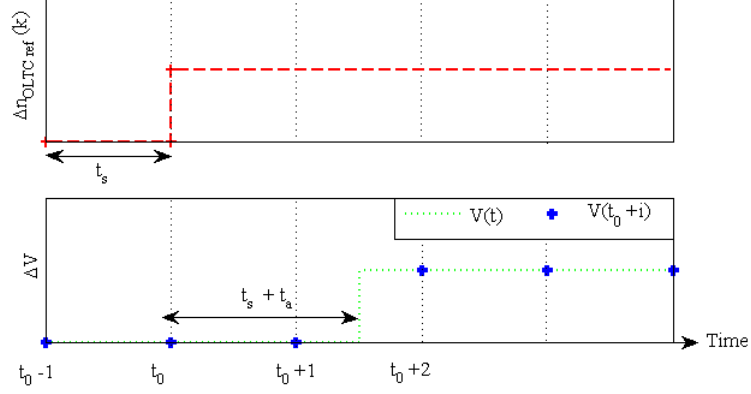 Δn_OLTC ref (k)
t_s
V(t) V(t_0 +i)
ΔV
t_s + t_a
Time
t_0 -1 t_0 t_0 +1 t_0 +2